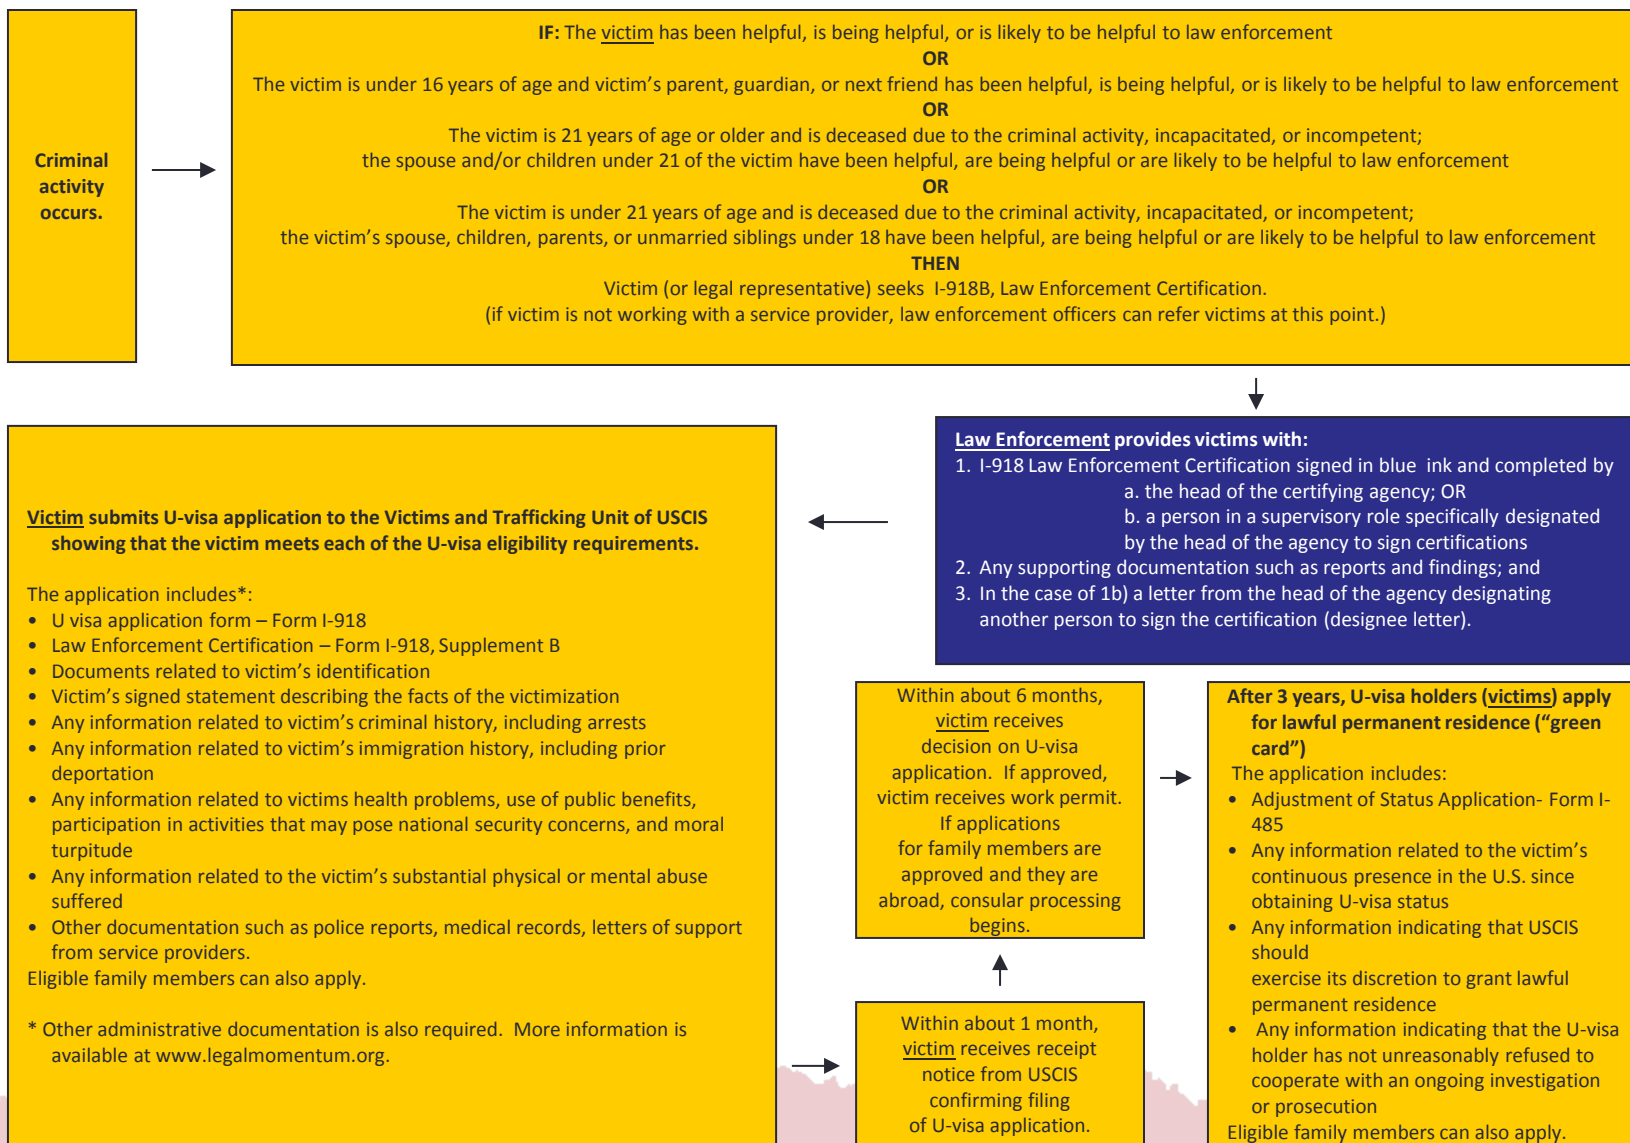 Criminal
activity
occurs.
IF: The victim has been helpful, is being helpful, or is likely to be helpful to law enforcement
OR
The victim is under 16 years of age and victim’s parent, guardian, or next friend has been helpful, is being helpful, or is likely to be helpful to law enforcement
OR
The victim is 21 years of age or older and is deceased due to the criminal activity, incapacitated, or incompetent;
the spouse and/or children under 21 of the victim have been helpful, are being helpful or are likely to be helpful to law enforcement
OR
The victim is under 21 years of age and is deceased due to the criminal activity, incapacitated, or incompetent;
the victim’s spouse, children, parents, or unmarried siblings under 18 have been helpful, are being helpful or are likely to be helpful to law enforcement
THEN
Victim (or legal representative) seeks I-918B, Law Enforcement Certification.
(if victim is not working with a service provider, law enforcement officers can refer victims at this point.)
Law Enforcement provides victims with:
1. I-918 Law Enforcement Certification signed in blue ink and completed by
a. the head of the certifying agency; OR
b. a person in a supervisory role specifically designated
by the head of the agency to sign certifications
2. Any supporting documentation such as reports and findings; and
3. In the case of 1b) a letter from the head of the agency designating
another person to sign the certification (designee letter).
Victim submits U-visa application to the Victims and Trafficking Unit of USCIS
showing that the victim meets each of the U-visa eligibility requirements.
The application includes*:
• U visa application form – Form I-918
• Law Enforcement Certification – Form I-918, Supplement B
• Documents related to victim’s identification
• Victim’s signed statement describing the facts of the victimization
• Any information related to victim’s criminal history, including arrests
• Any information related to victim’s immigration history, including prior
deportation
• Any information related to victims health problems, use of public benefits,
participation in activities that may pose national security concerns, and moral
turpitude
• Any information related to the victim’s substantial physical or mental abuse
suffered
• Other documentation such as police reports, medical records, letters of support
from service providers.
Eligible family members can also apply.
* Other administrative documentation is also required. More information is
available at www.legalmomentum.org.
Within about 1 month,
victim receives receipt
notice from USCIS
confirming filing
of U-visa application.
Within about 6 months,
victim receives
decision on U-visa
application. If approved,
victim receives work permit.
If applications
for family members are
approved and they are
abroad, consular processing
begins.
After 3 years, U-visa holders (victims) apply
for lawful permanent residence (“green
card”)
The application includes:
• Adjustment of Status Application- Form I-
485
• Any information related to the victim’s
continuous presence in the U.S. since
obtaining U-visa status
• Any information indicating that USCIS
should
exercise its discretion to grant lawful
permanent residence
• Any information indicating that the U-visa
holder has not unreasonably refused to
cooperate with an ongoing investigation
or prosecution
Eligible family members can also apply.